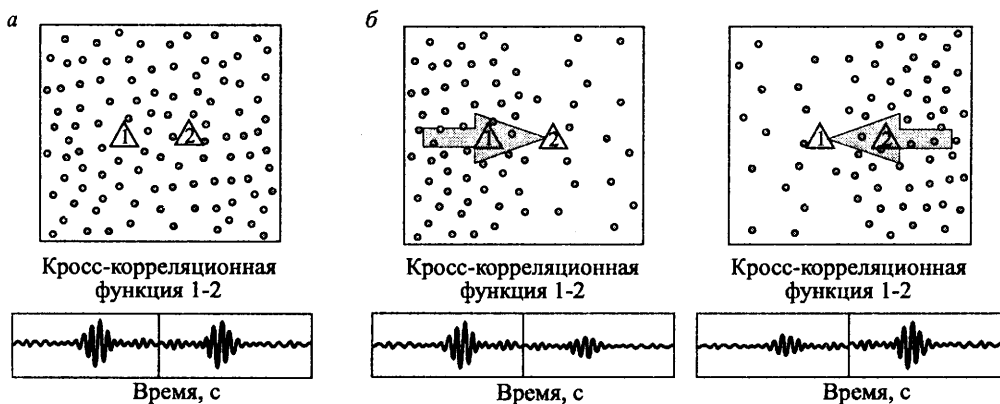 а
б
1
2
1
2
1
2
Кросс-корреляционная
функция 1-2
Кросс-корреляционная
функция 1-2
Кросс-корреляционная
функция 1-2
Время, с
Время, с
Время, с